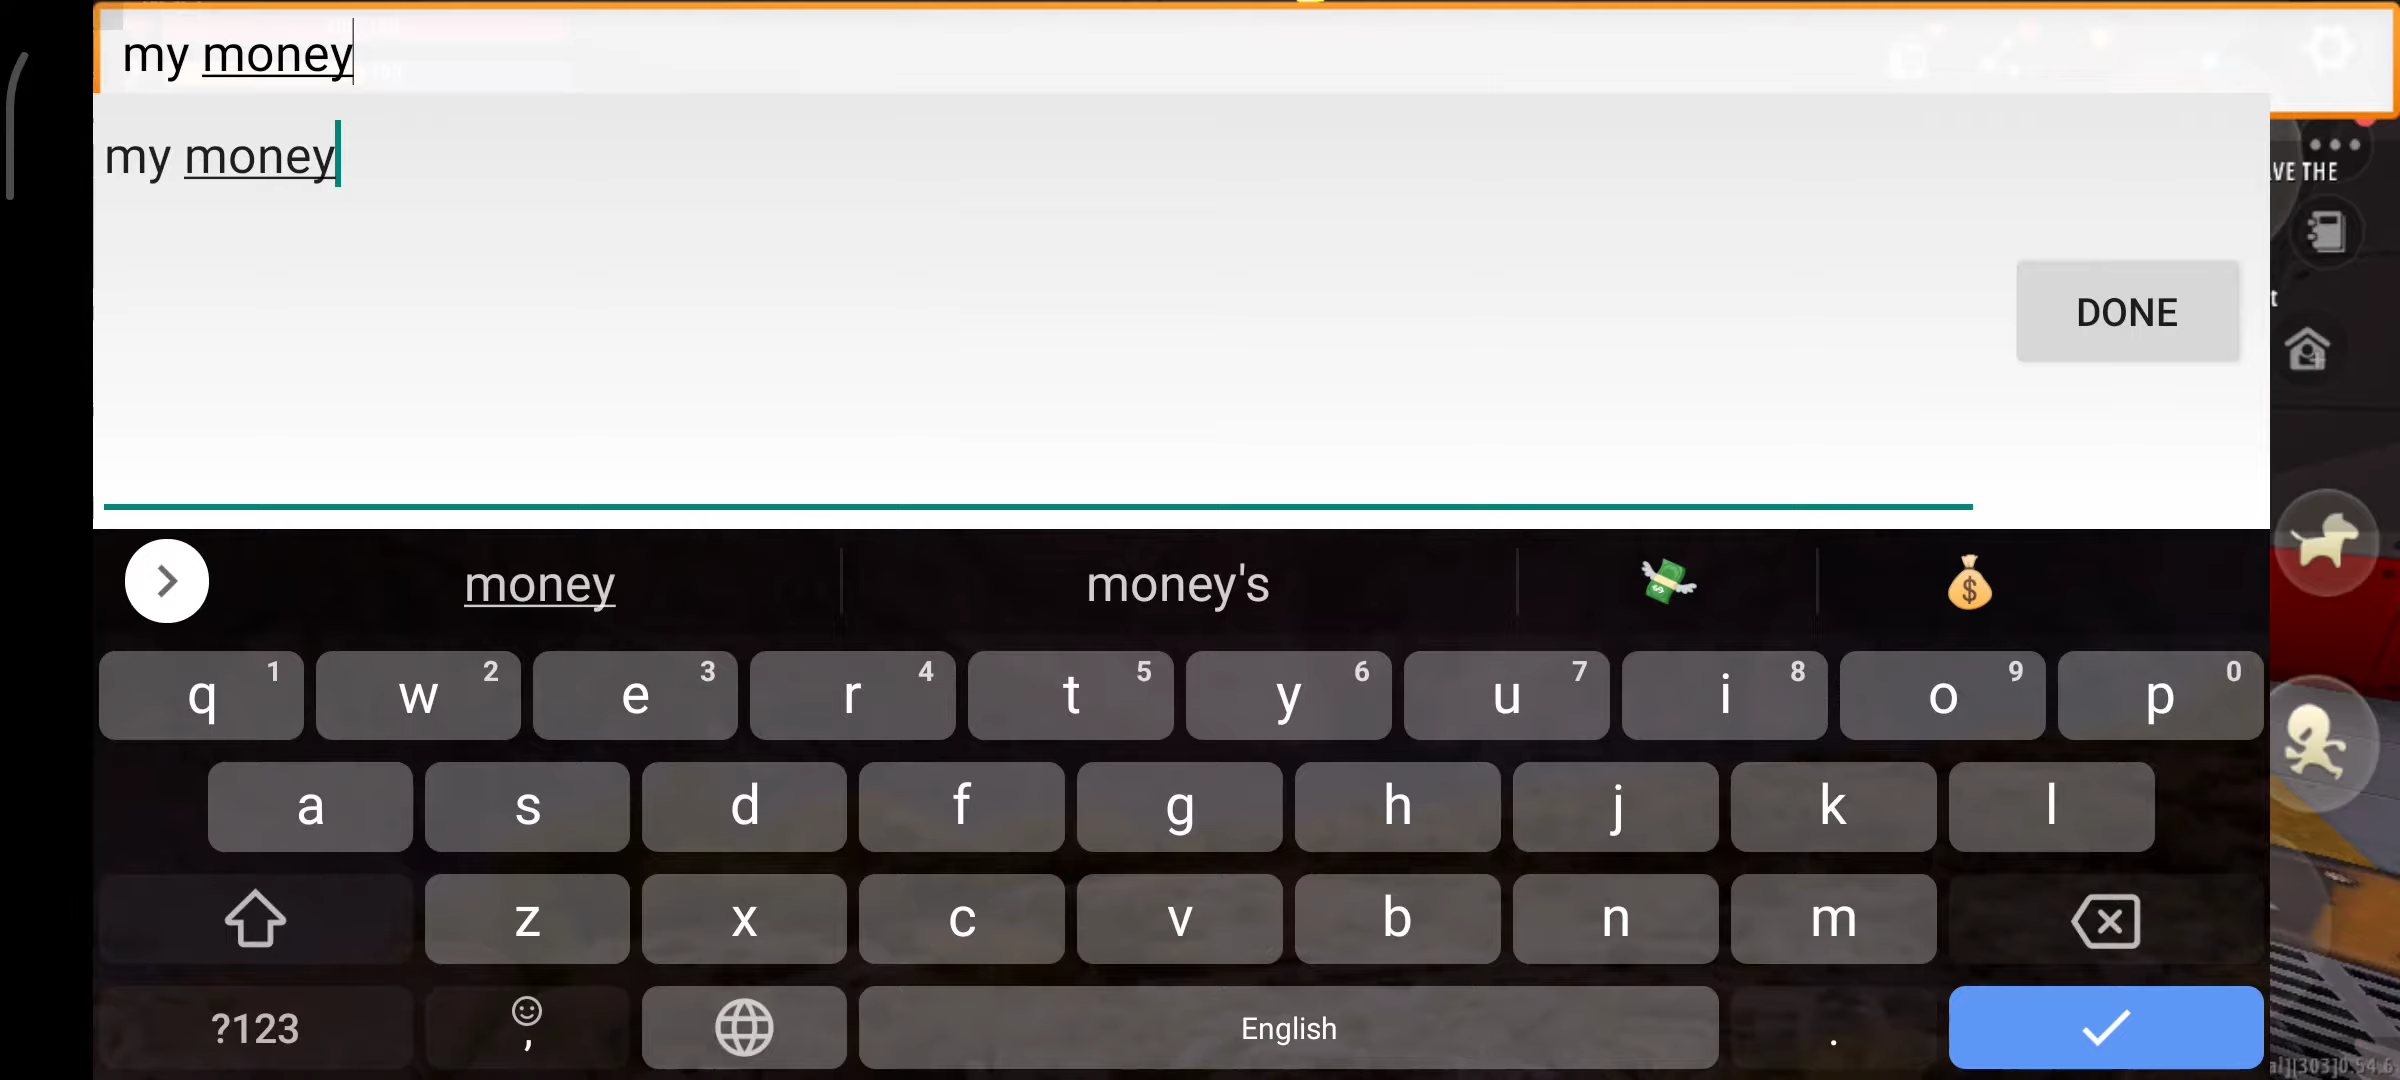 my money
my money
VE THE
DONE
t
money money's
q 1 w 2 e 3 r 4 t 5 y 6 u 7 i 8 o 9 p 0
a s d f g h j k l
z x c v b n m
?123 , English .